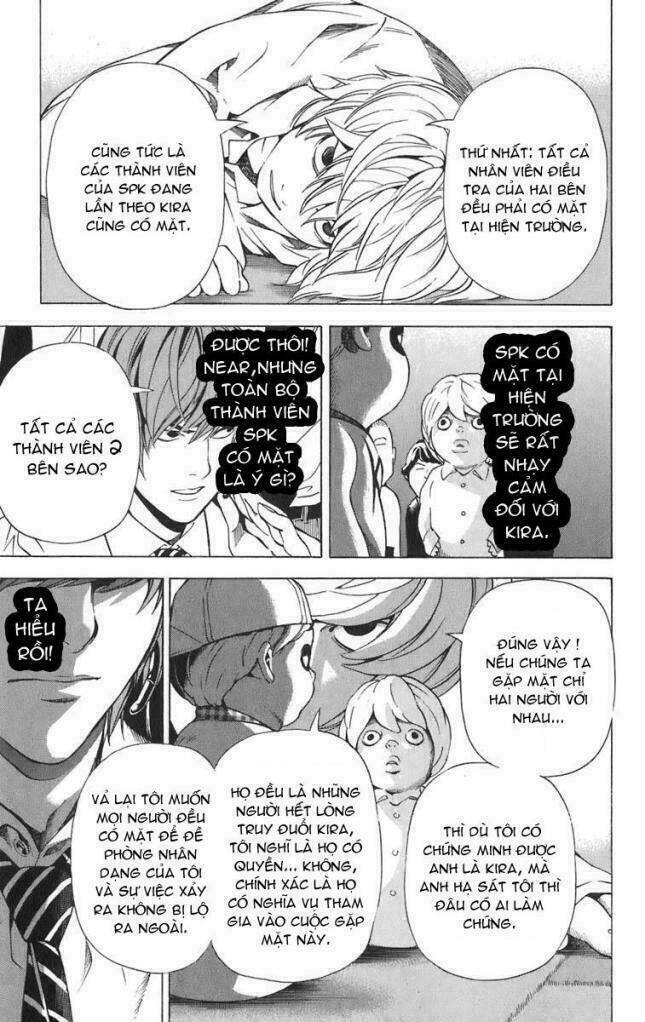 THỨ NHẤT: TẤT CẢ
NHÂN VIÊN ĐIỀU
TRA CỦA HAI BÊN
ĐỀU PHẢI CÓ MẶT
TẠI HIỆN TRƯỜNG.
CŨNG TỨC LÀ
CÁC THÀNH VIÊN
CỦA SPK ĐANG
LẦN THEO KIRA
CŨNG CÓ MẶT.
SPK CÓ
MẶT TẠI
HIỆN
TRƯỜNG
SẼ RẤT
NHẠY
CẢM
ĐỐI VỚI
KIRA.
ĐƯỢC THÔI!
NEAR,NHƯNG
TOÀN BỘ
THÀNH VIÊN
SPK
CÓ MẶT
LÀ Ý GÌ?
TẤT CẢ CÁC
THÀNH VIÊN 2
BÊN SAO?
ĐÚNG VẬY !
NẾU CHÚNG TA
GẶP MẶT CHỈ
HAI NGƯỜI VỚI
NHAU...
THÌ DÙ TÔI CÓ
CHỨNG MINH ĐƯỢC
ANH LÀ KIRA, MÀ
ANH HẠ SÁT TÔI THÌ
ĐÂU CÓ AI LÀM
CHỨNG.
HỌ ĐỀU LÀ NHỮNG
NGƯỜI HẾT LÒNG
TRUY ĐUỔI KIRA,
TÔI NGHĨ LÀ HỌ CÓ
QUYỀN... KHÔNG,
CHÍNH XÁC LÀ HỌ
CÓ NGHĨA VỤ THAM
GIA VÀO CUỘC GẶP
MẶT NÀY.
VẢ LẠI TÔI MUỐN
MỌI NGƯỜI ĐỀU
CÓ MẶT ĐỂ ĐỀ
PHÒNG NHÂN
DẠNG CỦA TÔI
VÀ SỰ VIỆC XẢY
RA KHÔNG BỊ LỘ
RA NGOÀI.
TA
HIỂU
RỒI!